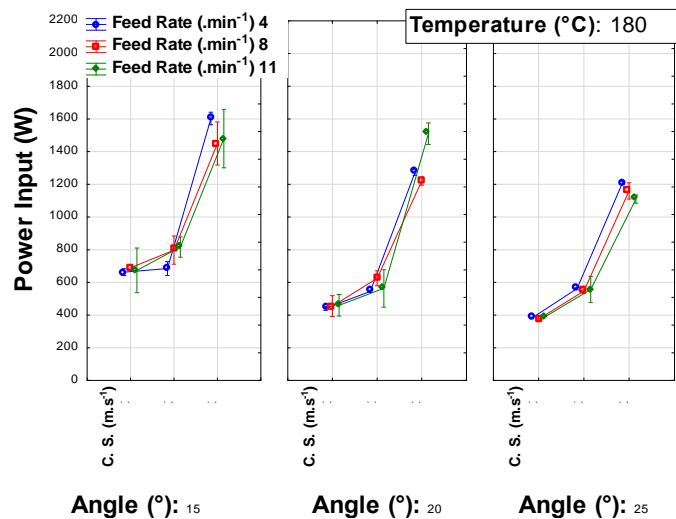 Feed Rate (.min⁻¹) 4
Feed Rate (.min⁻¹) 8
Feed Rate (.min⁻¹) 11
Temperature (°C): 180
Power Input (W)
2200
2000
1800
1600
1400
1200
1000
800
600
400
200
0
C. S. (m.s⁻¹)
C. S. (m.s⁻¹)
C. S. (m.s⁻¹)
Angle (°): 15
Angle (°): 20
Angle (°): 25